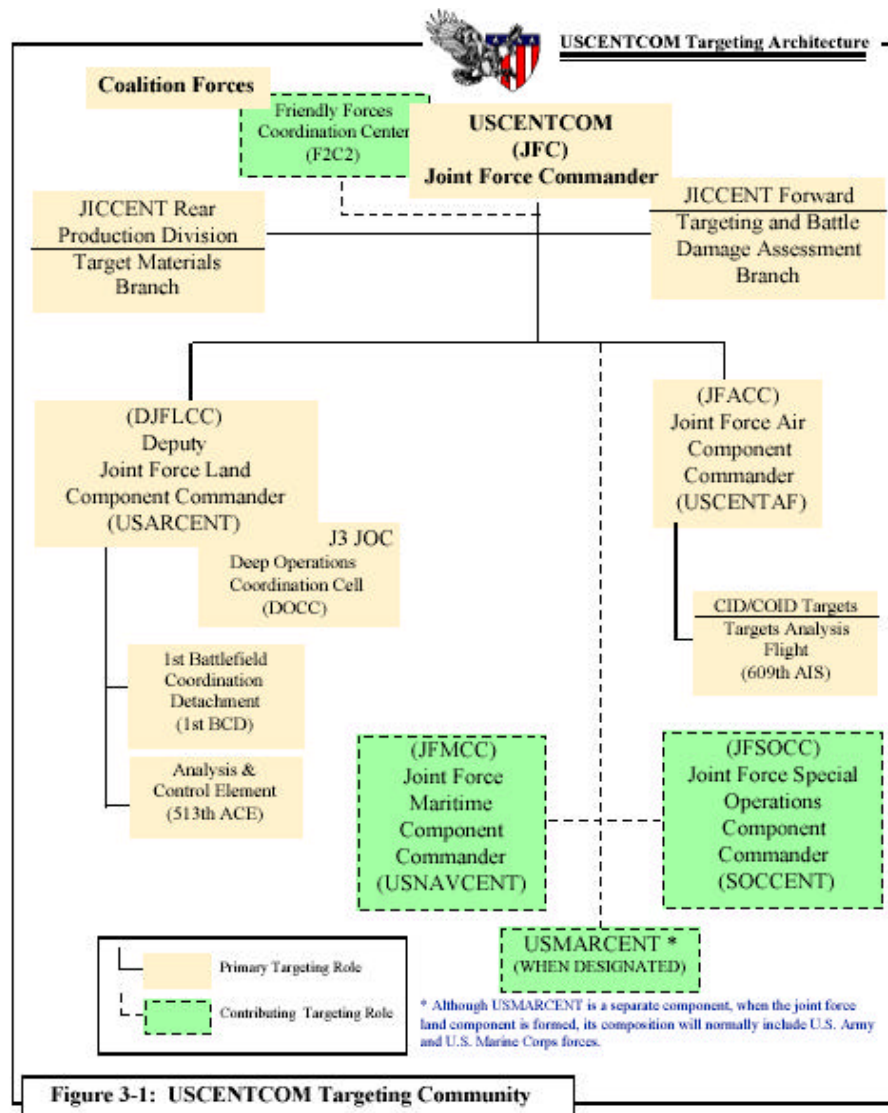 USCENTCOM Targeting Architecture
Coalition Forces
Friendly Forces
Coordination Center
(F2C2)
USCENTCOM
(JFC)
Joint Force Commander
JICCENT Rear
Production Division
Target Materials
Branch
JICCENT Forward
Targeting and Battle
Damage Assessment
Branch
(DJFLCC)
Deputy
Joint Force Land
Component Commander
(USARCENT)
J3 JOC
Deep Operations
Coordination Cell
(DOCC)
(JFACC)
Joint Force Air
Component
Commander
(USCENTAF)
CID/COID Targets
Targets Analysis
Flight
(609th AIS)
1st Battlefield
Coordination
Detachment
(1st BCD)
Analysis &
Control Element
(513th ACE)
(JFMCC)
Joint Force
Maritime
Component
Commander
(USNAVCENT)
(JFSOCC)
Joint Force Special
Operations
Component
Commander
(SOCCENT)
USMARCENT *
(WHEN DESIGNATED)
Primary Targeting Role
Contributing Targeting Role
* Although USMARCENT is a separate component, when the joint force
land component is formed, its composition will normally include U.S. Army
and U.S. Marine Corps forces.
Figure 3-1: USCENTCOM Targeting Community